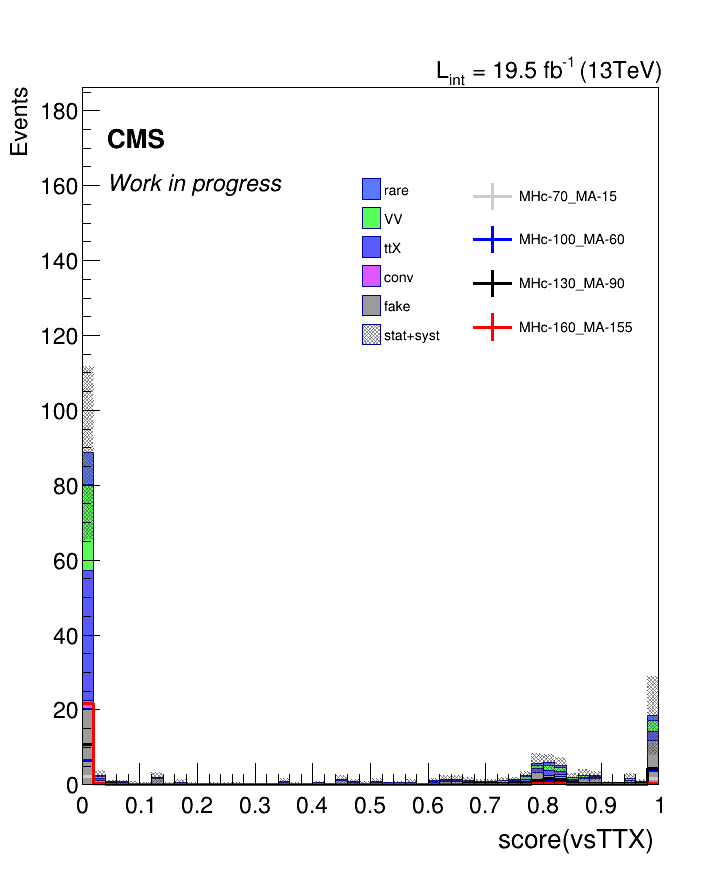 L_int = 19.5 fb^-1 (13TeV)
Events
CMS
Work in progress
rare
VV
ttX
conv
fake
stat+syst
MHc-70_MA-15
MHc-100_MA-60
MHc-130_MA-90
MHc-160_MA-155
180
160
140
120
100
80
60
40
20
0
0 0.1 0.2 0.3 0.4 0.5 0.6 0.7 0.8 0.9 1
score(vsTTX)